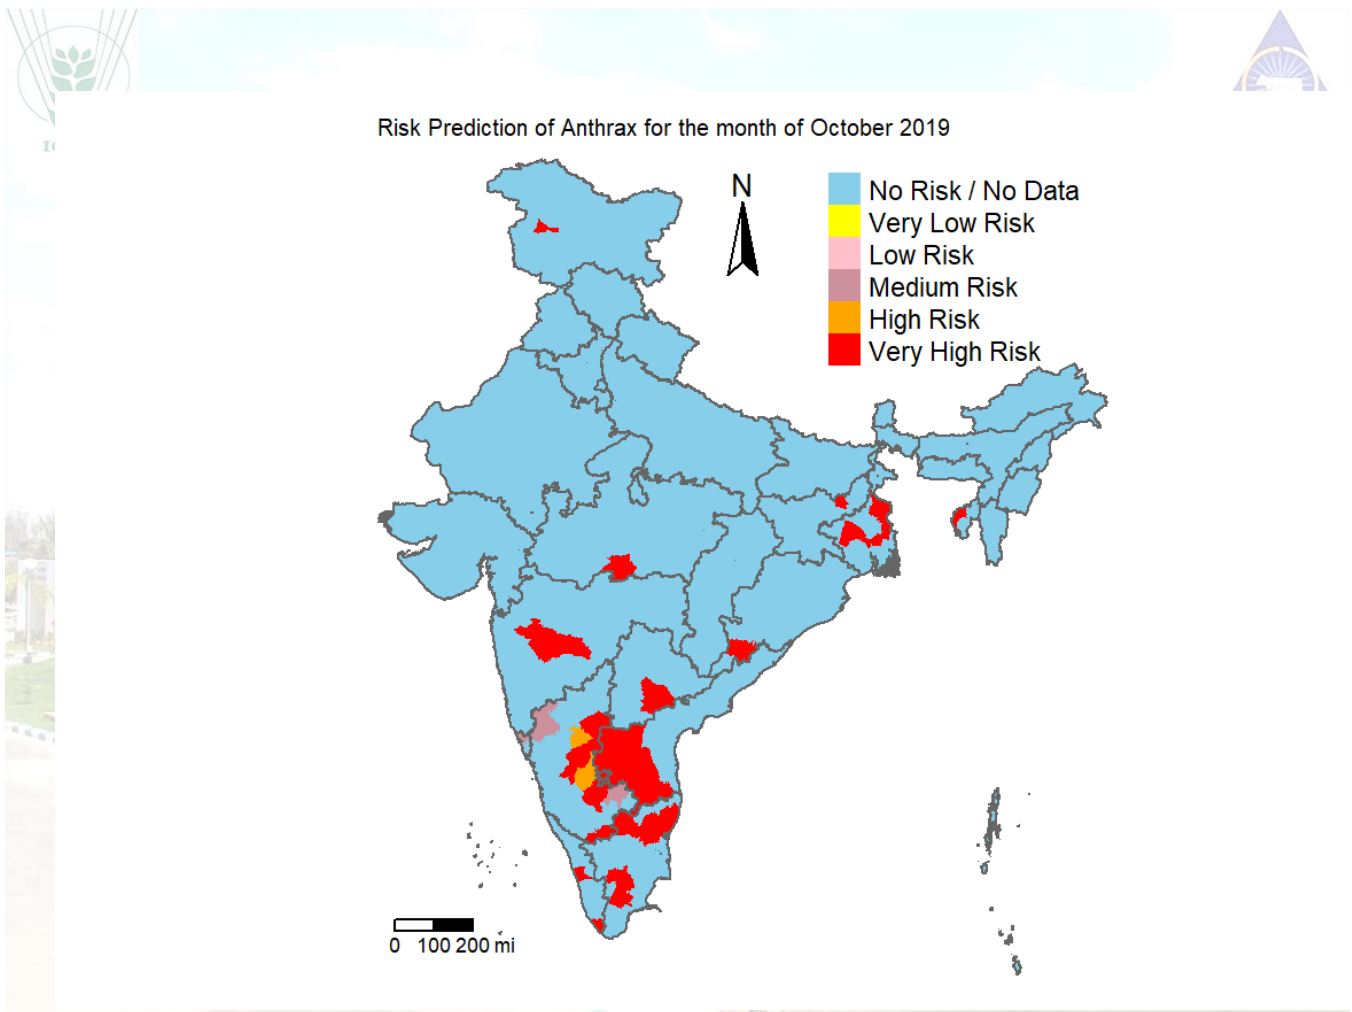 Risk Prediction of Anthrax for the month of October 2019
N
No Risk / No Data
Very Low Risk
Low Risk
Medium Risk
High Risk
Very High Risk
0 100 200 mi